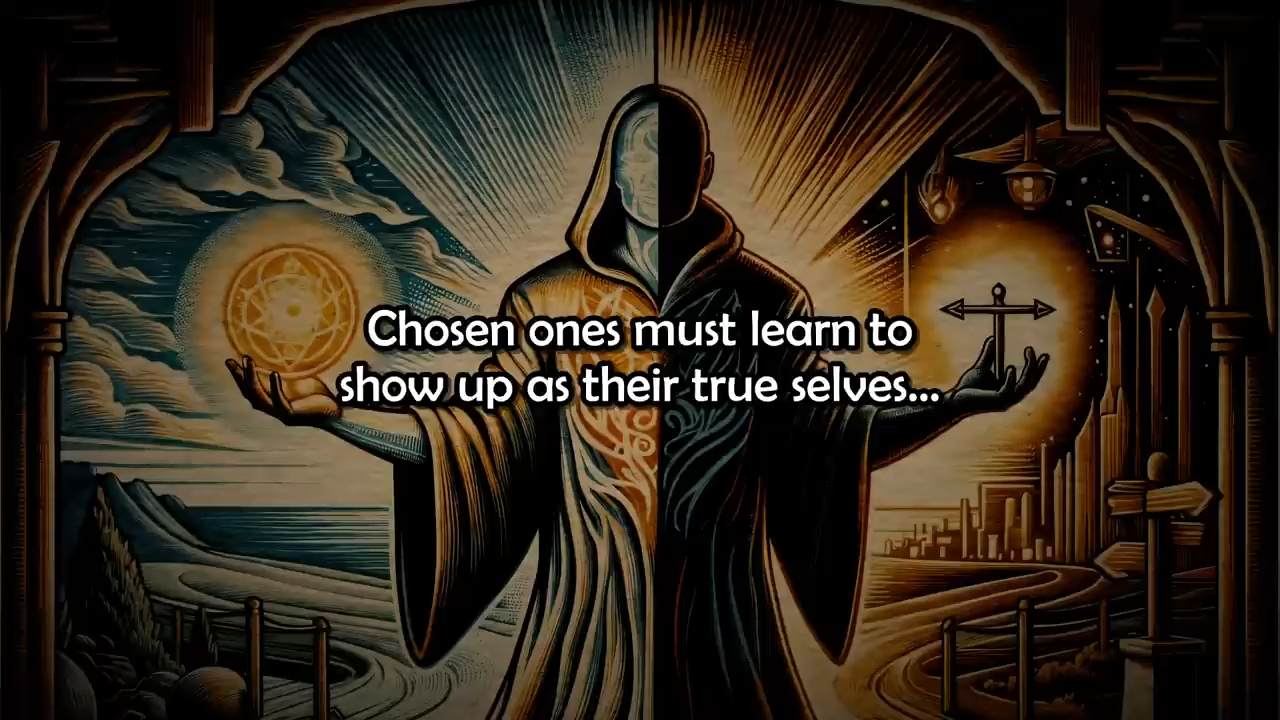 Chosen ones must learn to
show up as their true selves...